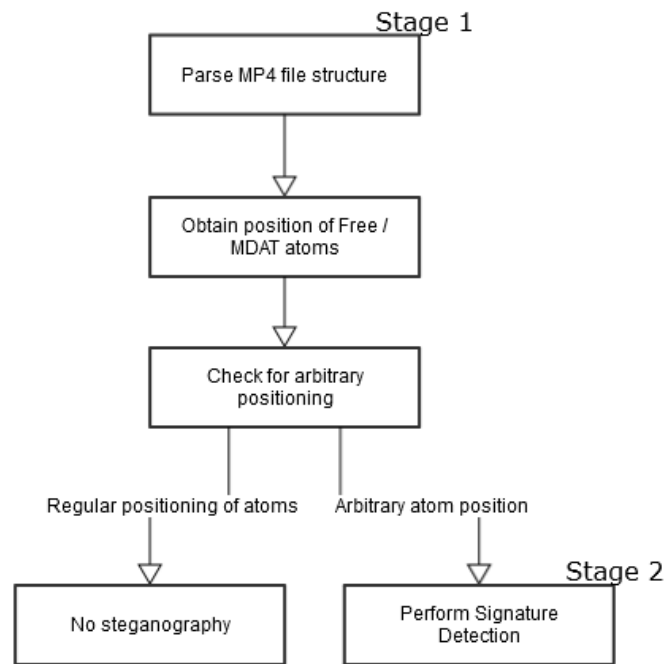 Stage 1
Parse MP4 file structure
Obtain position of Free /
MDAT atoms
Check for arbitrary
positioning
Regular positioning of atoms
Arbitrary atom position
Stage 2
No steganography
Perform Signature
Detection